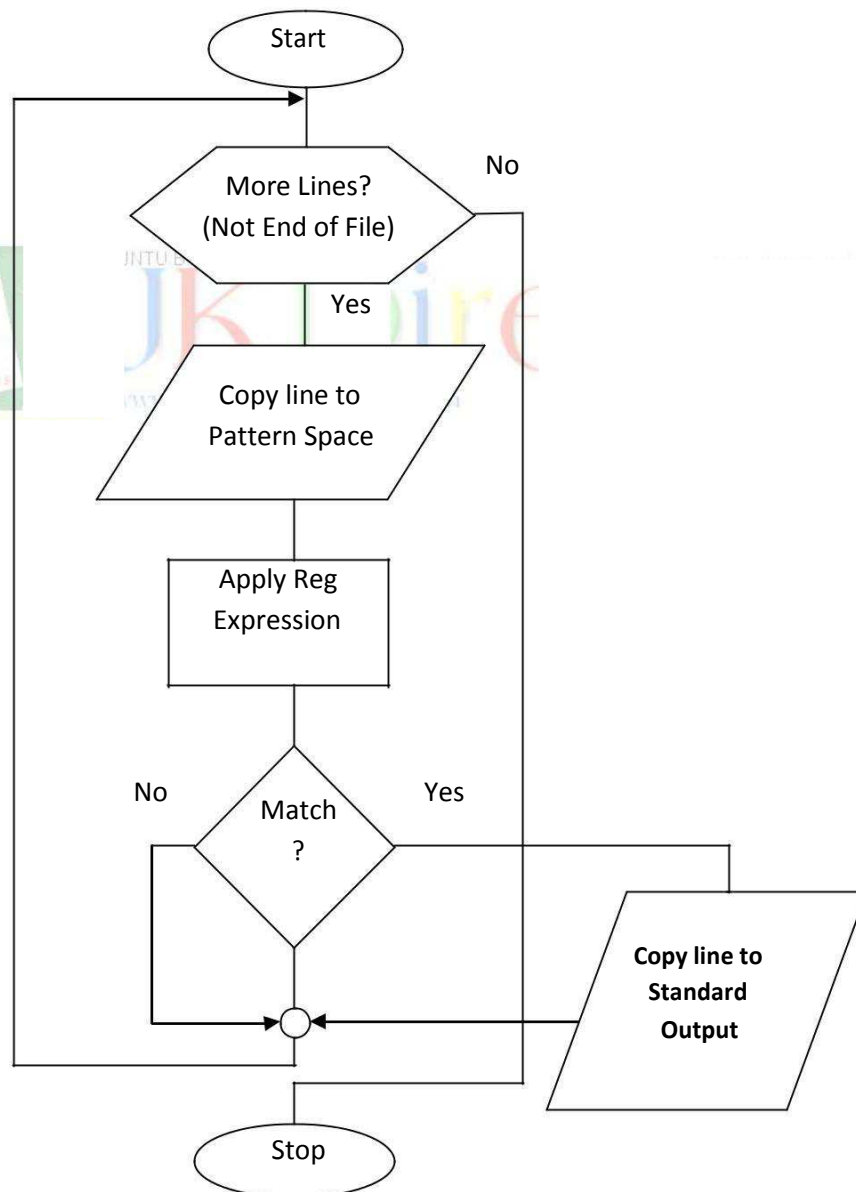 Start
More Lines?
(Not End of File)
No
Yes
Copy line to
Pattern Space
Apply Reg
Expression
No
Yes
Match
?
Copy line to
Standard
Output
Stop